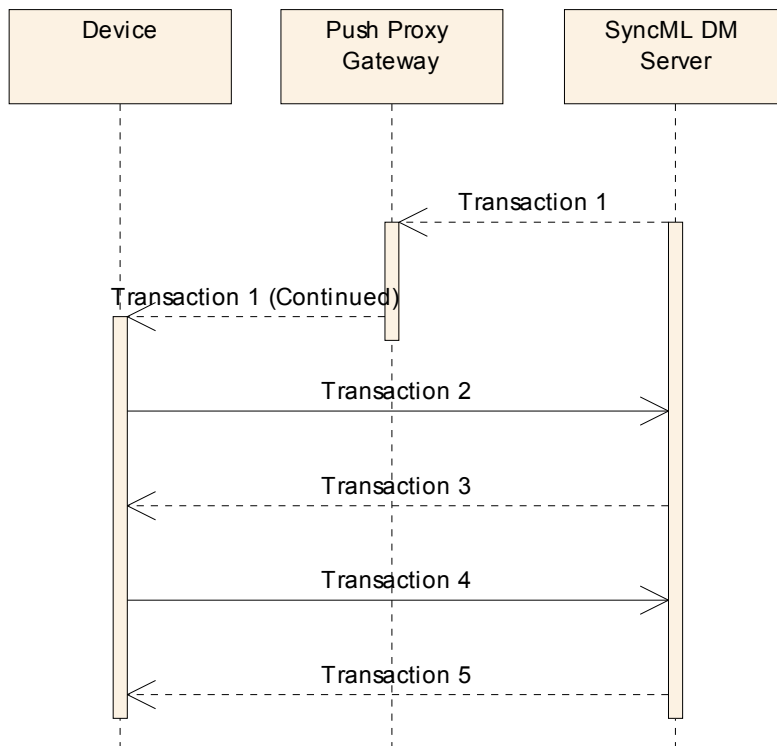 Device
Push Proxy
Gateway
SyncML DM
Server
Transaction 1
Transaction 1 (Continued)
Transaction 2
Transaction 3
Transaction 4
Transaction 5